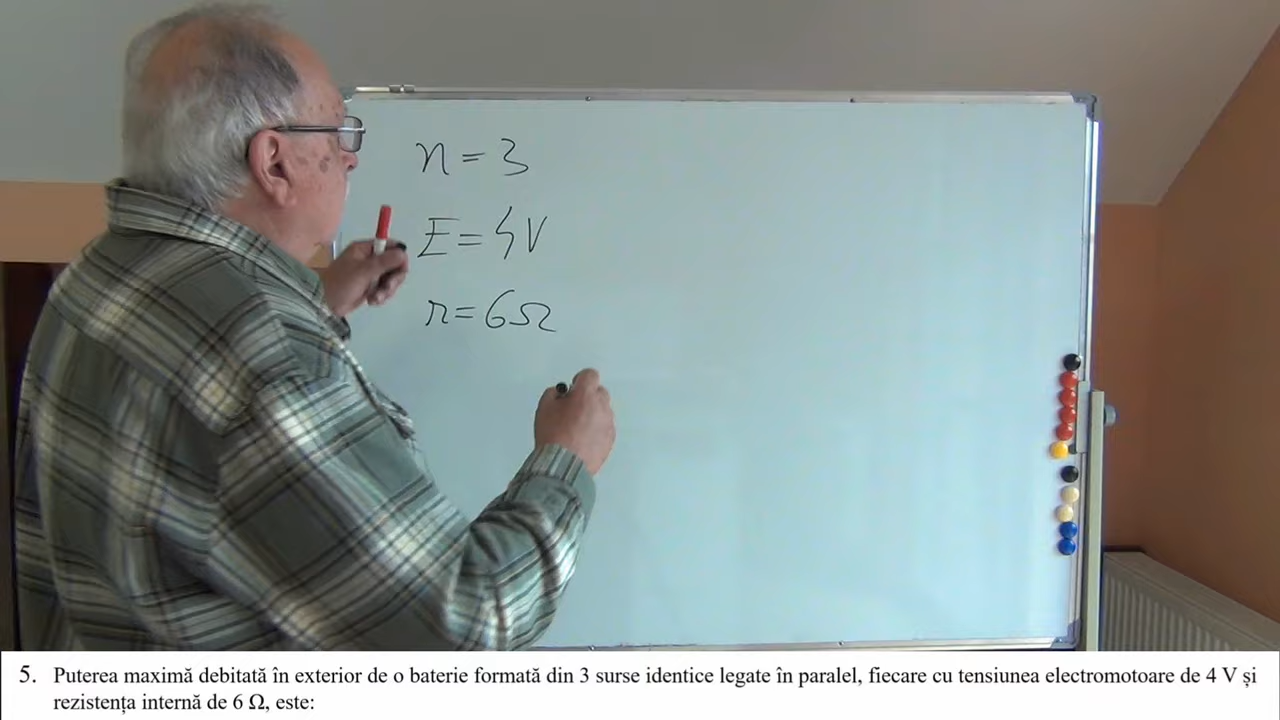 n = 3
E = 4V
r = 6Ω
5. Puterea maximă debitată în exterior de o baterie formată din 3 surse identice legate în paralel, fiecare cu tensiunea electromotoare de 4 V și
rezistența internă de 6 Ω, este: